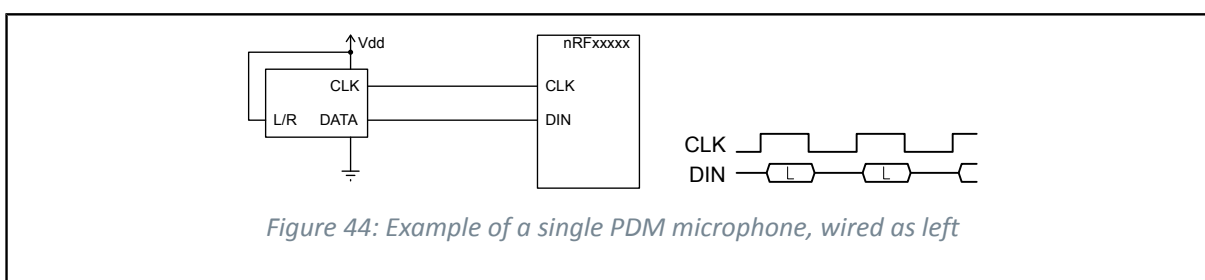 Vdd
nRFxxxxx
CLK
CLK
L/R
DATA
DIN
CLK
DIN
L
L
Figure 44: Example of a single PDM microphone, wired as left